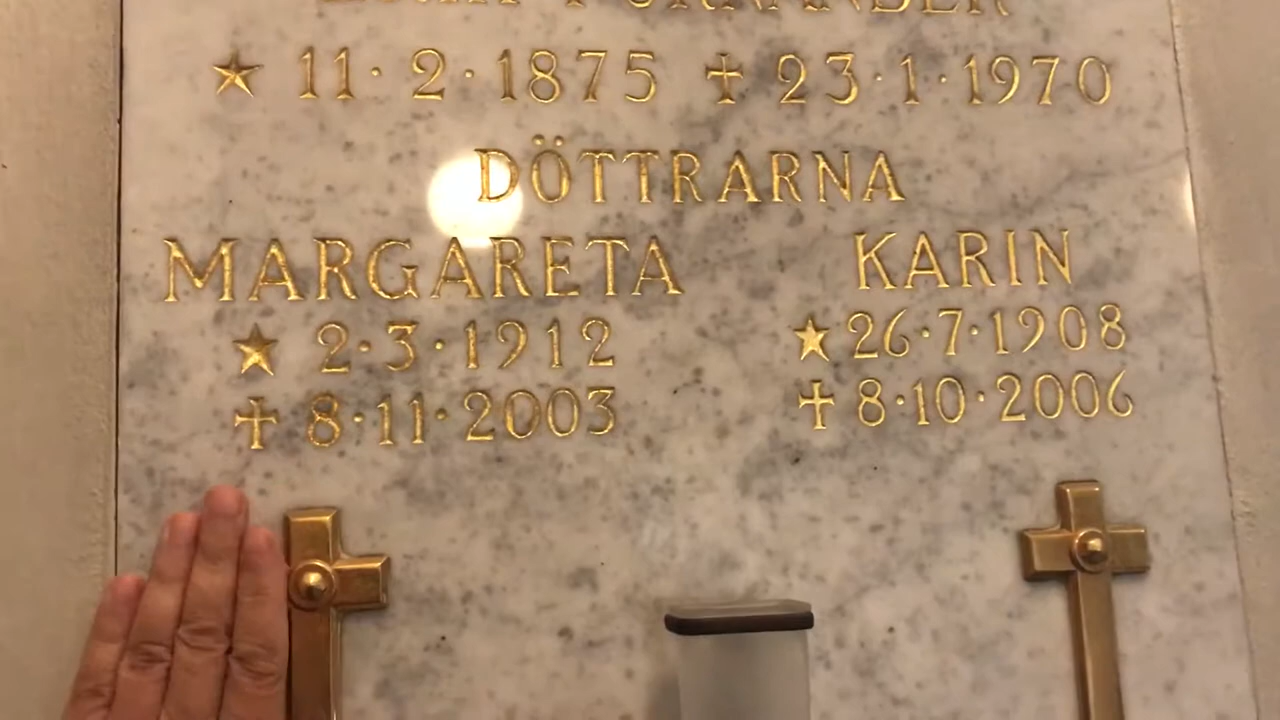 ★ 11·2·1875 ✝ 23·1·1970
DÖTTRARNA
MARGARETA KARIN
★ 2·3·1912 ★ 26·7·1908
✝ 8·11·2003 ✝ 8·10·2006